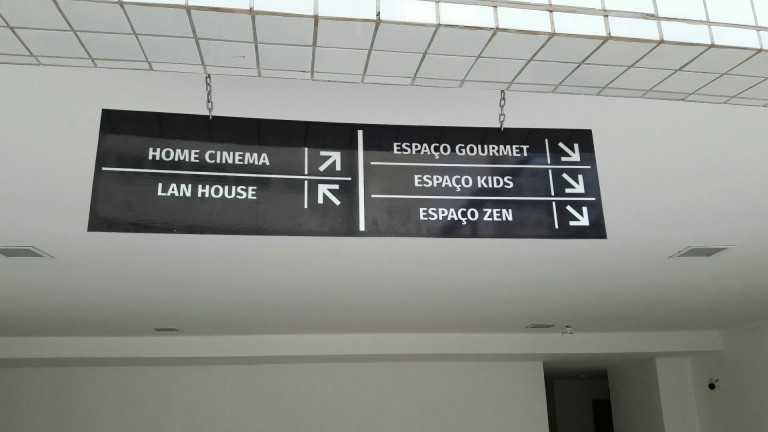 HOME CINEMA
LAN HOUSE
ESPAÇO GOURMET
ESPAÇO KIDS
ESPAÇO ZEN